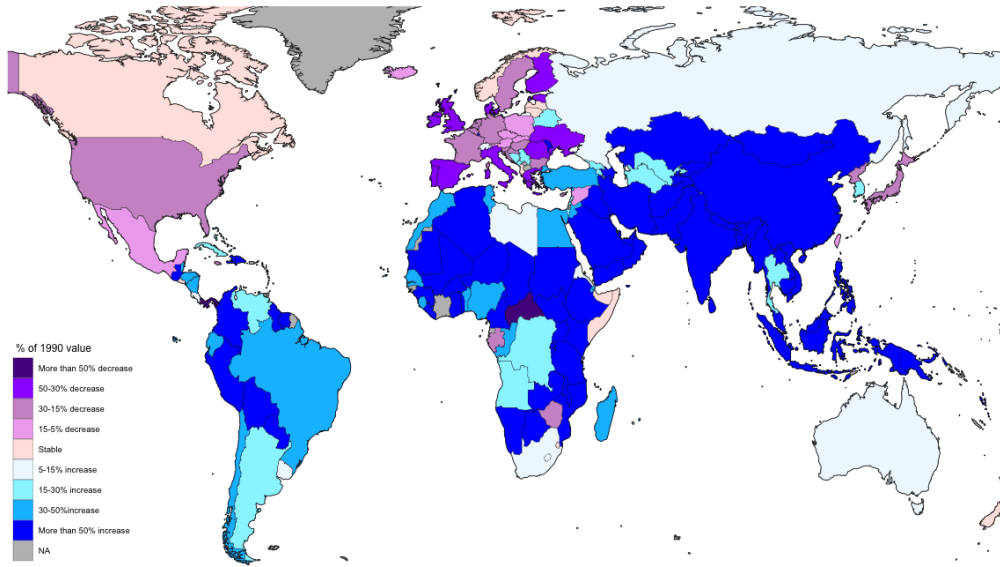 % of 1990 value
More than 50% decrease
50-30% decrease
30-15% decrease
15-5% decrease
Stable
5-15% increase
15-30% increase
30-50%increase
More than 50% increase
NA